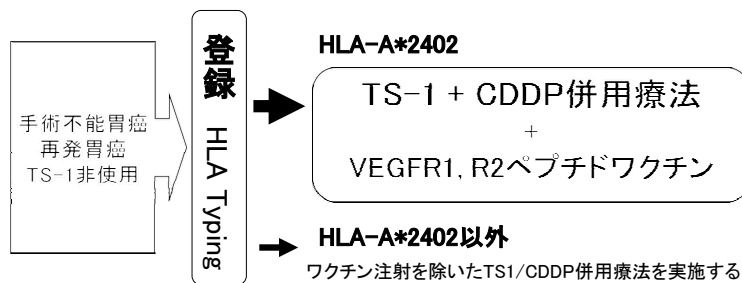 手術不能胃癌
再発胃癌
TS-1非使用
登録 HLA Typing
HLA-A*2402
TS-1 + CDDP併用療法
+
VEGFR1, R2ペプチドワクチン
HLA-A*2402以外
ワクチン注射を除いたTS1/CDDP併用療法を実施する